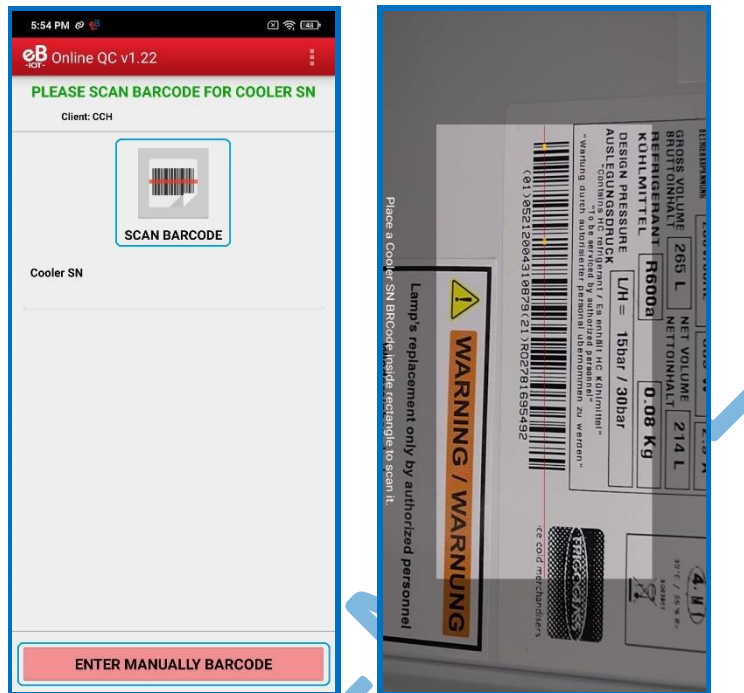 5:54 PM
48
eB
-IOT-
Online QC v1.22
PLEASE SCAN BARCODE FOR COOLER SN
Client: CCH
SCAN BARCODE
Cooler SN
ENTER MANUALLY BARCODE
GROSS VOLUME 265 L NET VOLUME 214 L
BRUTTOINHALT NETTOINHALT
REFRIGERANT R600a 0.08 Kg
KÜHLMITTEL
DESIGN PRESSURE L/H= 15bar / 30bar
AUSLEGUNGSDRUCK
"Contains HC refrigerant / Es enhält HC Kühlmittel"
"To be serviced by authorized personnel"
"Wartung durch autorisierter personal ubernommen zu werden"
(01)05212004310879(21)R02781695492
FRIGOGLASS
ice cold merchandisers
WARNING / WARNUNG
Lamp's replacement only by authorized personnel
Place a Cooler SN BRCode inside rectangle to scan it.